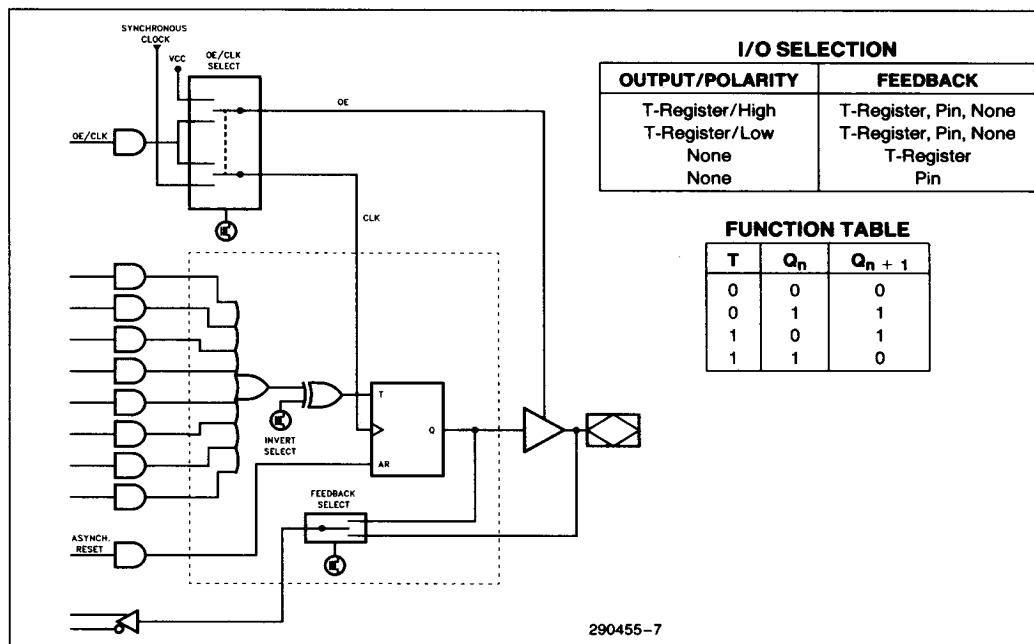 SYNCHRONOUS
CLOCK
VCC
OE/CLK
SELECT
OE
OE/CLK
CLK
T
Q
AR
INVERT
SELECT
FEEDBACK
SELECT
ASYNCH.
RESET
I/O SELECTION
OUTPUT/POLARITY FEEDBACK
T-Register/High T-Register, Pin, None
T-Register/Low T-Register, Pin, None
None T-Register
None Pin
FUNCTION TABLE
T Qn Qn + 1
0 0 0
0 1 1
1 0 1
1 1 0
290455-7